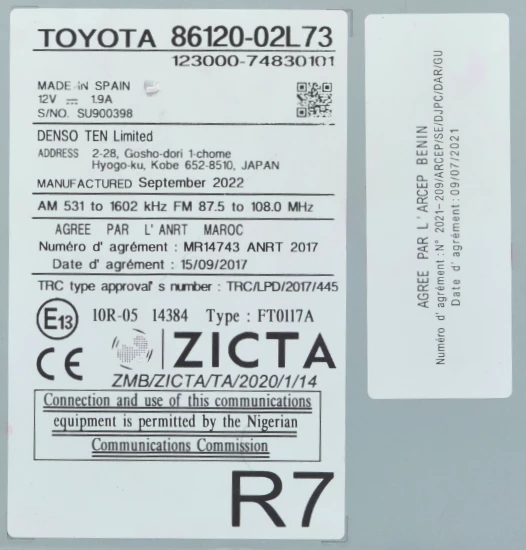 TOYOTA 86120-02L73
123000-74830101
MADE IN SPAIN
12V ⎓ 1.9A
S/NO. SU900398
DENSO TEN Limited
ADDRESS 2-28, Gosho-dori 1-chome
Hyogo-ku, Kobe 652-8510, JAPAN
MANUFACTURED September 2022
AM 531 to 1602 kHz FM 87.5 to 108.0 MHz
AGREE PAR L' ANRT MAROC
Numéro d' agrément : MR14743 ANRT 2017
Date d' agrément : 15/09/2017
TRC type approval' s number : TRC/LPD/2017/445
E13 10R-05 14384 Type : FT0117A
CE ZICTA
ZMB/ZICTA/TA/2020/1/14
Connection and use of this communications
equipment is permitted by the Nigerian
Communications Commission
R7
AGREE PAR L' ARCEP BENIN
Numéro d' agrément : N° 2021-209/ARCEP/SE/DJPC/DAR/GU
Date d' agrément : 09/07/2021